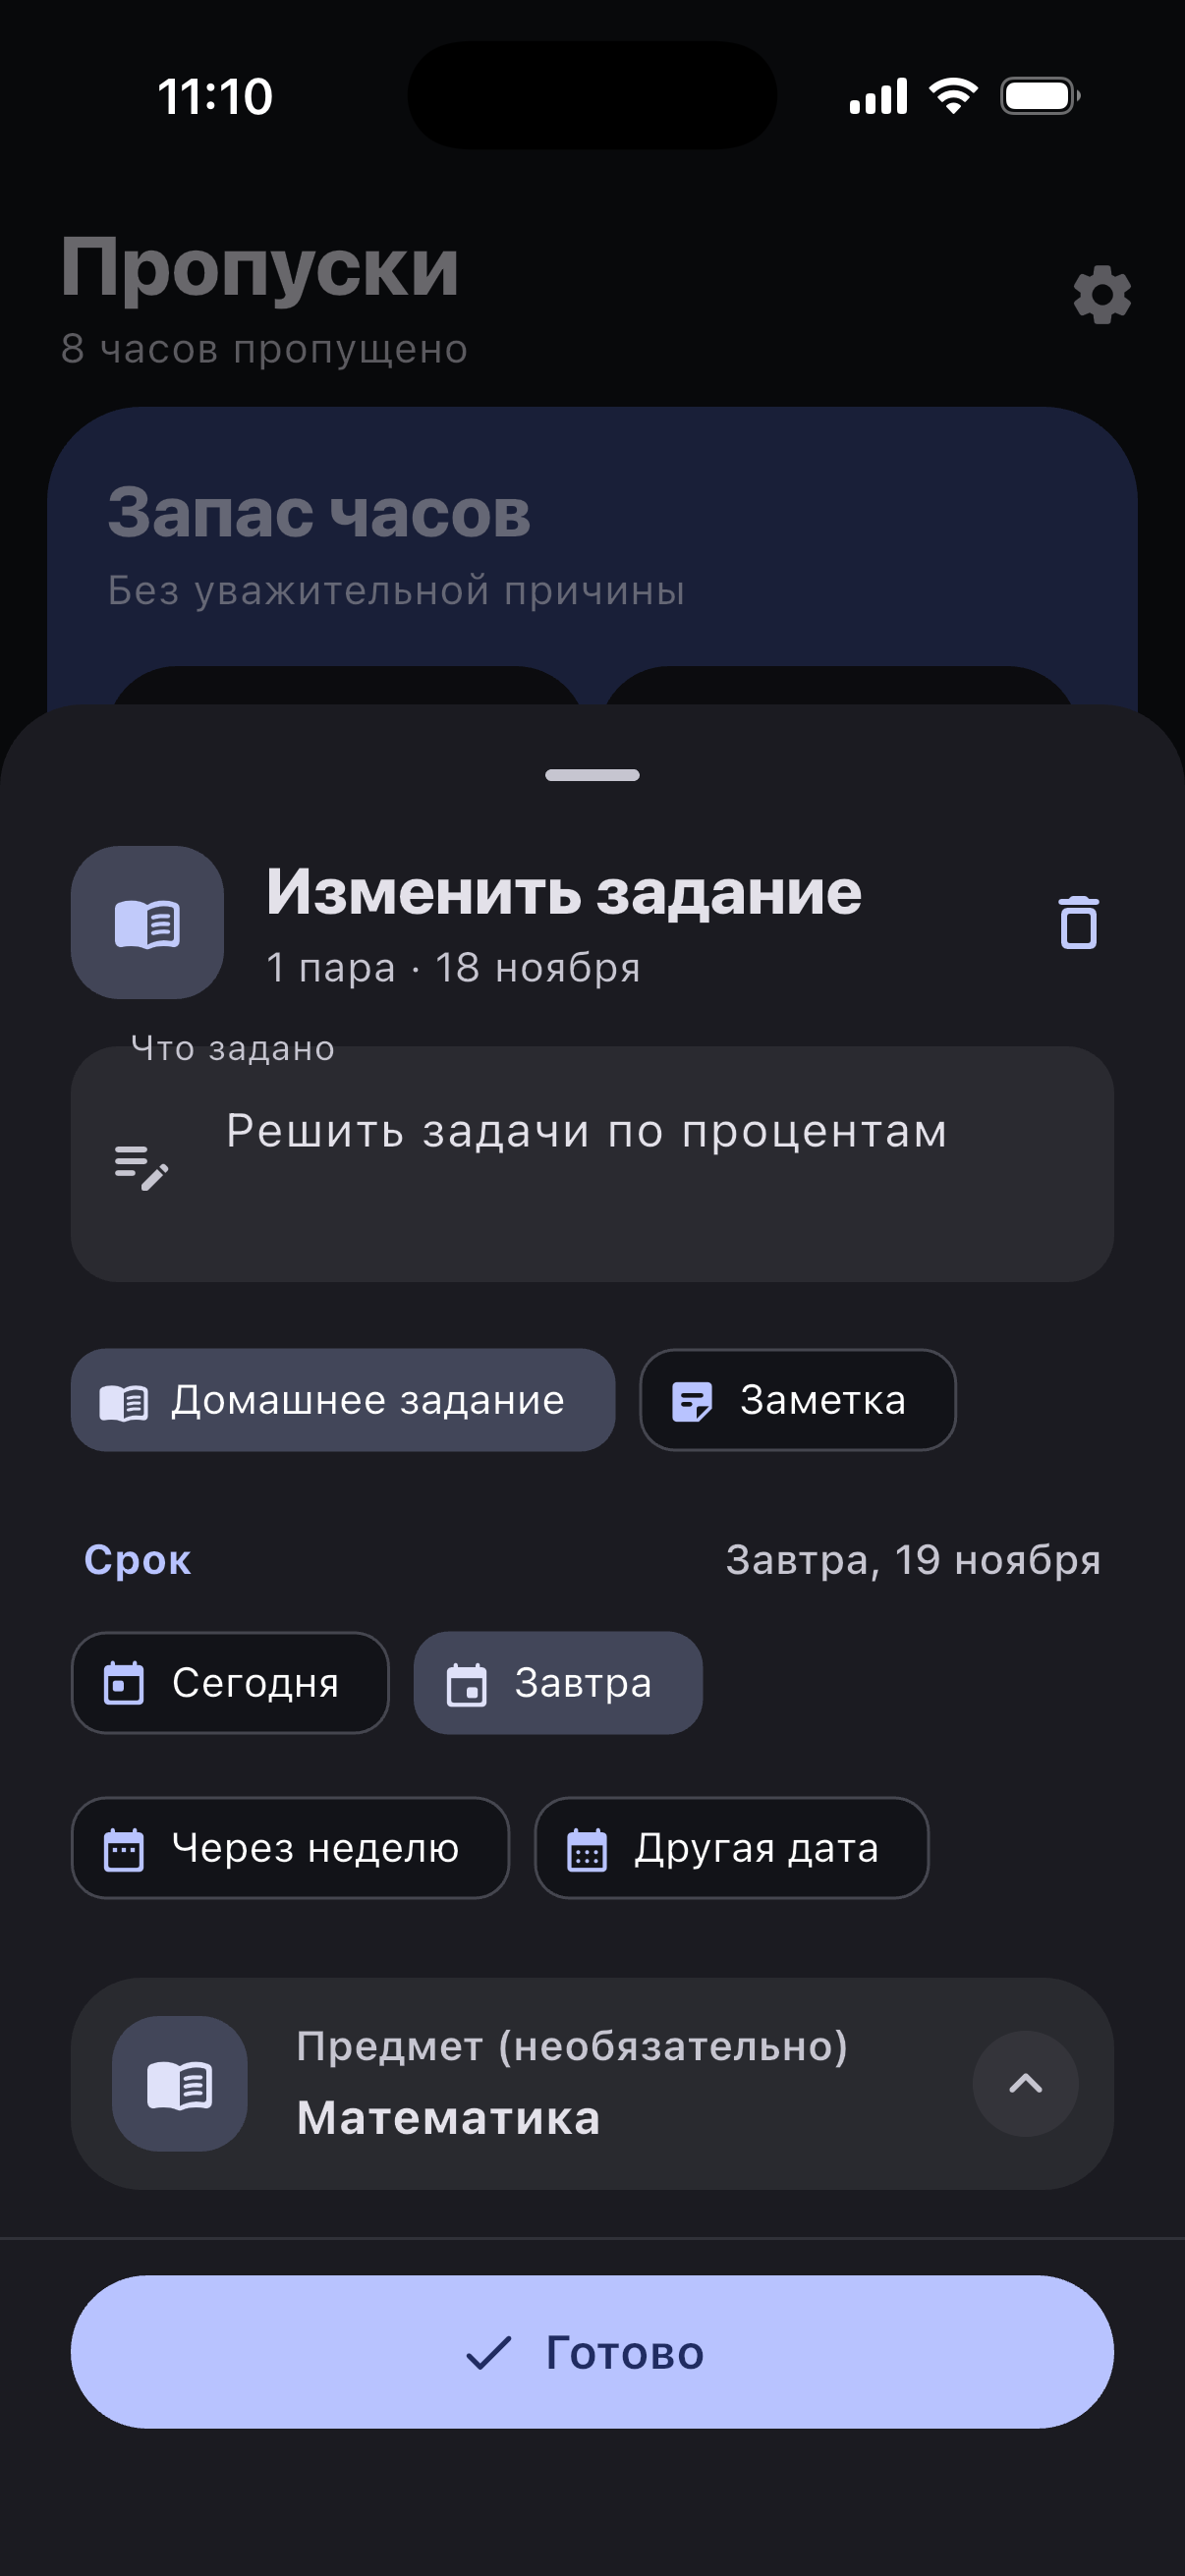 11:10
Пропуски
8 часов пропущено
Запас часов
Без уважительной причины
Изменить задание
1 пара · 18 ноября
Что задано
Решить задачи по процентам
Домашнее задание
Заметка
Срок
Завтра, 19 ноября
Сегодня
Завтра
Через неделю
Другая дата
Предмет (необязательно)
Математика
Готово